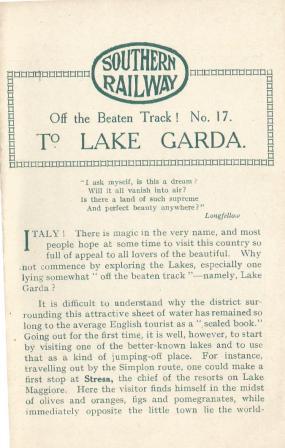 SOUTHERN
RAILWAY
Off the Beaten Track! No. 17.
To LAKE GARDA.
"I ask myself, is this a dream?
Will it all vanish into air?
Is there a land of such supreme
And perfect beauty anywhere?"
Longfellow
ITALY! There is magic in the very name, and most
people hope at some time to visit this country so
full of appeal to all lovers of the beautiful. Why
not commence by exploring the Lakes, especially one
lying somewhat "off the beaten track"—namely, Lake
Garda?
It is difficult to understand why the district sur-
rounding this attractive sheet of water has remained so
long to the average English tourist as a "sealed book."
Going out for the first time, it is well, however, to start
by visiting one of the better-known lakes and to use
that as a kind of jumping-off place. For instance,
travelling out by the Simplon route, one could make a
first stop at Stresa, the chief of the resorts on Lake
Maggiore. Here the visitor finds himself in the midst
of olives and oranges, figs and pomegranates, while
immediately opposite the little town lie the world-